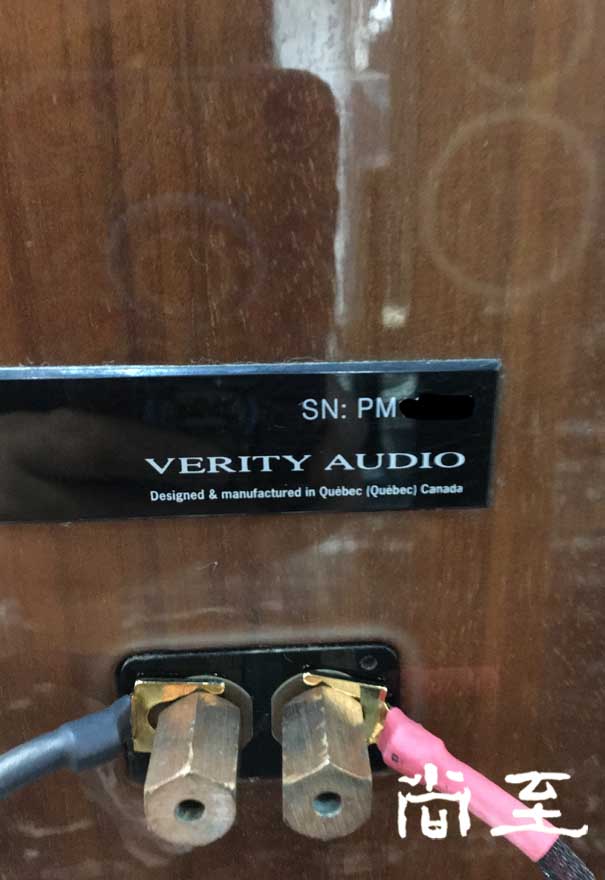 SN: PM
VERITY AUDIO
Designed & manufactured in Québec (Québec) Canada
尚至